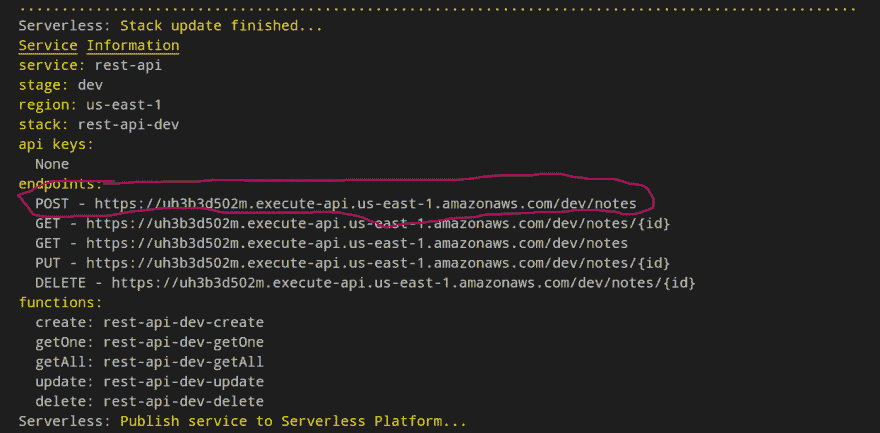 Serverless: Stack update finished...
Service Information
service: rest-api
stage: dev
region: us-east-1
stack: rest-api-dev
api keys:
None
endpoints:
POST - https://uh3b3d502m.execute-api.us-east-1.amazonaws.com/dev/notes
GET - https://uh3b3d502m.execute-api.us-east-1.amazonaws.com/dev/notes/{id}
GET - https://uh3b3d502m.execute-api.us-east-1.amazonaws.com/dev/notes
PUT - https://uh3b3d502m.execute-api.us-east-1.amazonaws.com/dev/notes/{id}
DELETE - https://uh3b3d502m.execute-api.us-east-1.amazonaws.com/dev/notes/{id}
functions:
create: rest-api-dev-create
getOne: rest-api-dev-getOne
getAll: rest-api-dev-getAll
update: rest-api-dev-update
delete: rest-api-dev-delete
Serverless: Publish service to Serverless Platform...